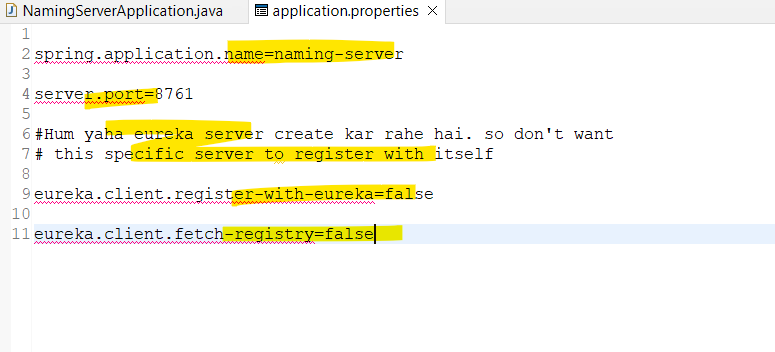 NamingServerApplication.java application.properties
1
2 spring.application.name=naming-server
3
4 server.port=8761
5
6 #Hum yaha eureka server create kar rahe hai. so don't want
7 # this specific server to register with itself
8
9 eureka.client.register-with-eureka=false
10
11 eureka.client.fetch-registry=false